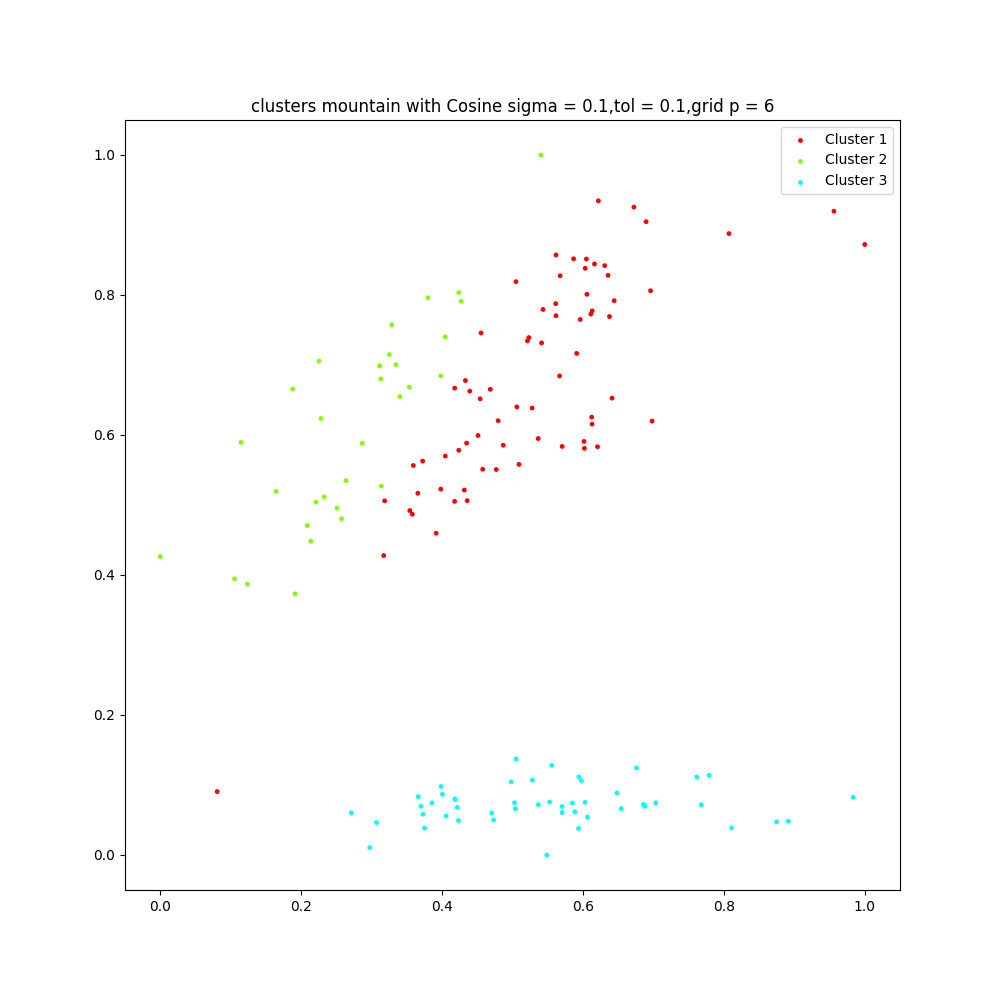 clusters mountain with Cosine sigma = 0.1,tol = 0.1,grid p = 6
Cluster 1
Cluster 2
Cluster 3
1.0
0.8
0.6
0.4
0.2
0.0
0.0 0.2 0.4 0.6 0.8 1.0